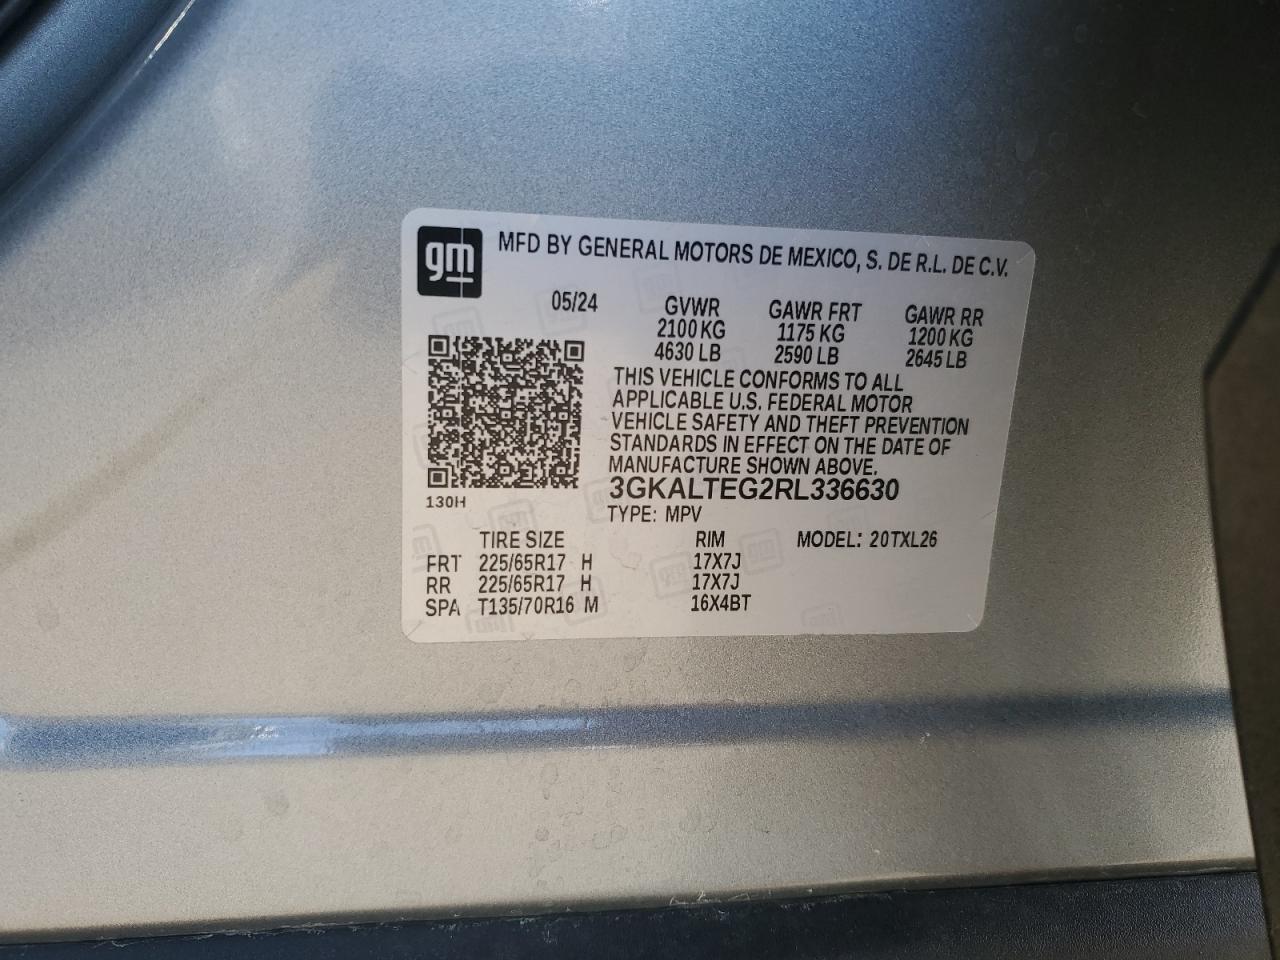 gm
MFD BY GENERAL MOTORS DE MEXICO, S. DE R.L. DE C.V.
05/24 GVWR GAWR FRT GAWR RR
2100 KG 1175 KG 1200 KG
4630 LB 2590 LB 2645 LB
THIS VEHICLE CONFORMS TO ALL
APPLICABLE U.S. FEDERAL MOTOR
VEHICLE SAFETY AND THEFT PREVENTION
STANDARDS IN EFFECT ON THE DATE OF
MANUFACTURE SHOWN ABOVE.
3GKALTEG2RL336630
130H
TYPE: MPV
TIRE SIZE RIM MODEL: 20TXL26
FRT 225/65R17 H 17X7J
RR 225/65R17 H 17X7J
SPA T135/70R16 M 16X4BT